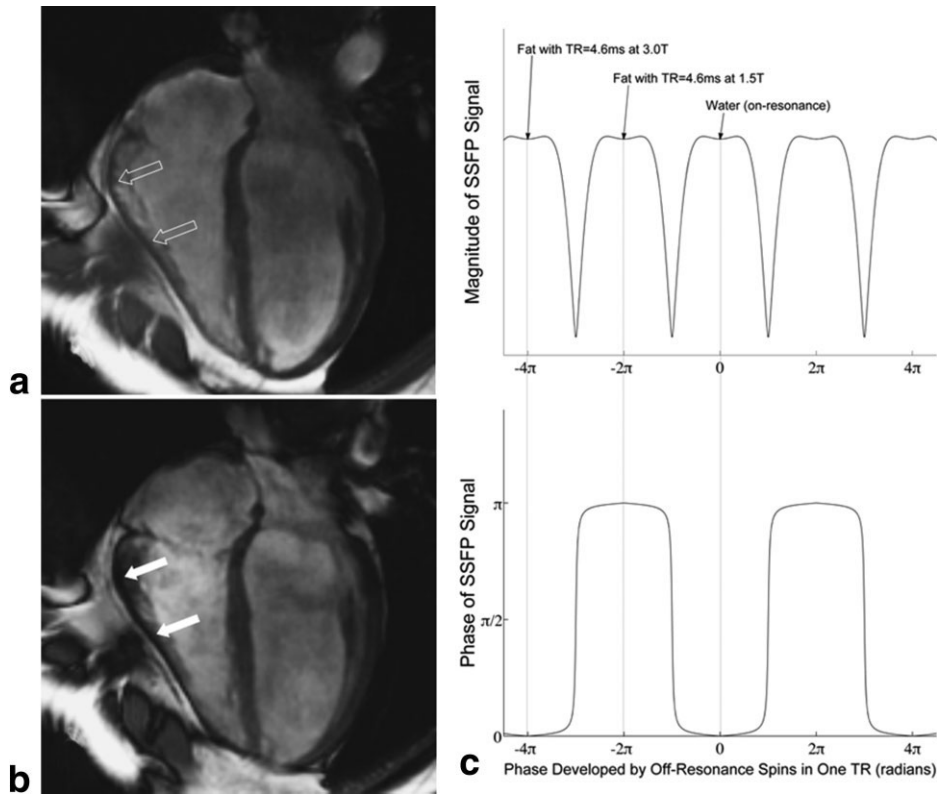 a
b
c
Fat with TR=4.6ms at 3.0T
Fat with TR=4.6ms at 1.5T
Water (on-resonance)
Magnitude of SSFP Signal
-4π -2π 0 2π 4π
Phase of SSFP Signal
π
π/2
0
-4π -2π 0 2π 4π
Phase Developed by Off-Resonance Spins in One TR (radians)